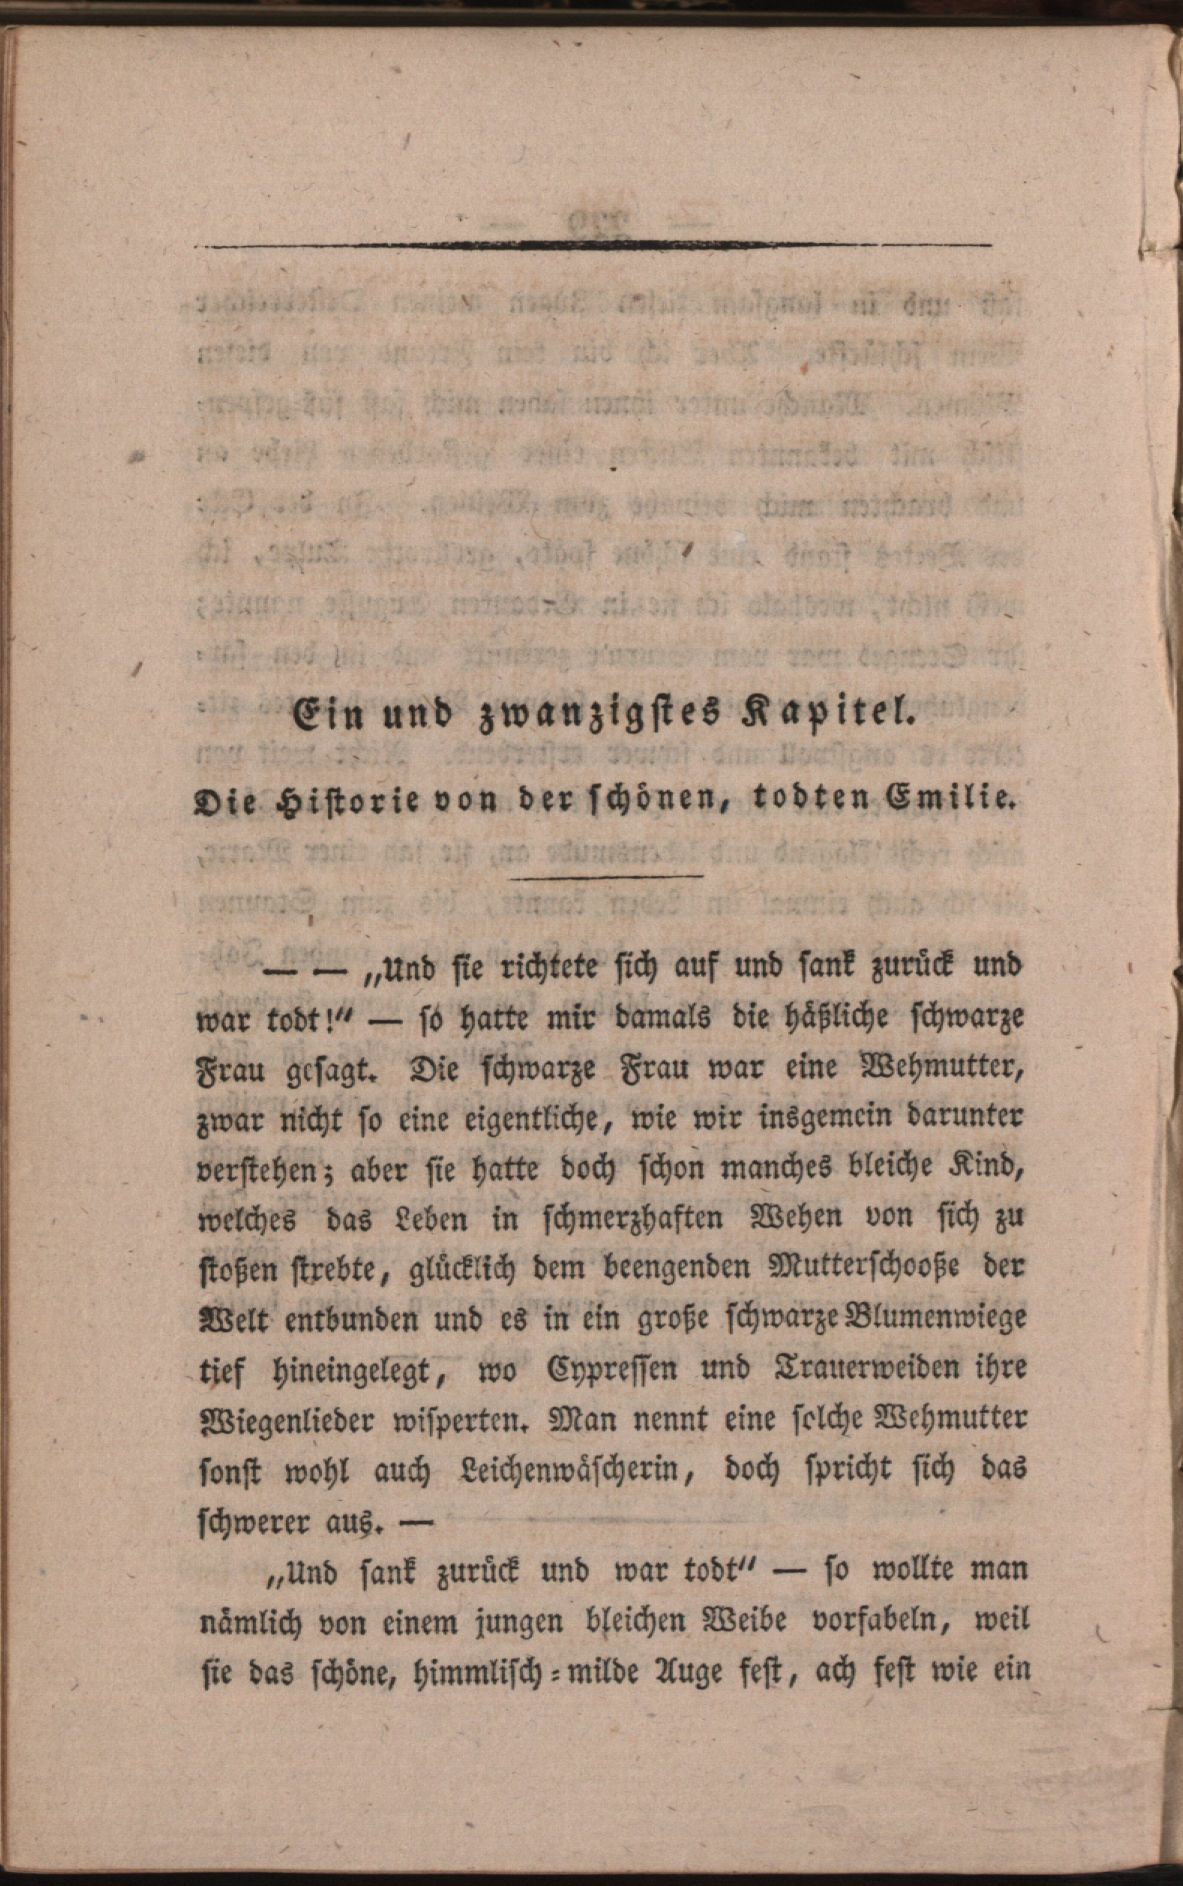 Ein und zwanzigstes Kapitel.
Die Historie von der schönen, todten Emilie.
— — „Und sie richtete sich auf und sank zurück und
war todt!“ — so hatte mir damals die häßliche schwarze
Frau gesagt. Die schwarze Frau war eine Wehmutter,
zwar nicht so eine eigentliche, wie wir insgemein darunter
verstehen; aber sie hatte doch schon manches bleiche Kind,
welches das Leben in schmerzhaften Wehen von sich zu
stoßen strebte, glücklich dem beengenden Mutterschooße der
Welt entbunden und es in ein große schwarze Blumenwiege
tief hineingelegt, wo Cypressen und Trauerweiden ihre
Wiegenlieder wisperten. Man nennt eine solche Wehmutter
sonst wohl auch Leichenwäscherin, doch spricht sich das
schwerer aus. —
„Und sank zurück und war todt“ — so wollte man
nämlich von einem jungen bleichen Weibe vorfabeln, weil
sie das schöne, himmlisch=milde Auge fest, ach fest wie ein